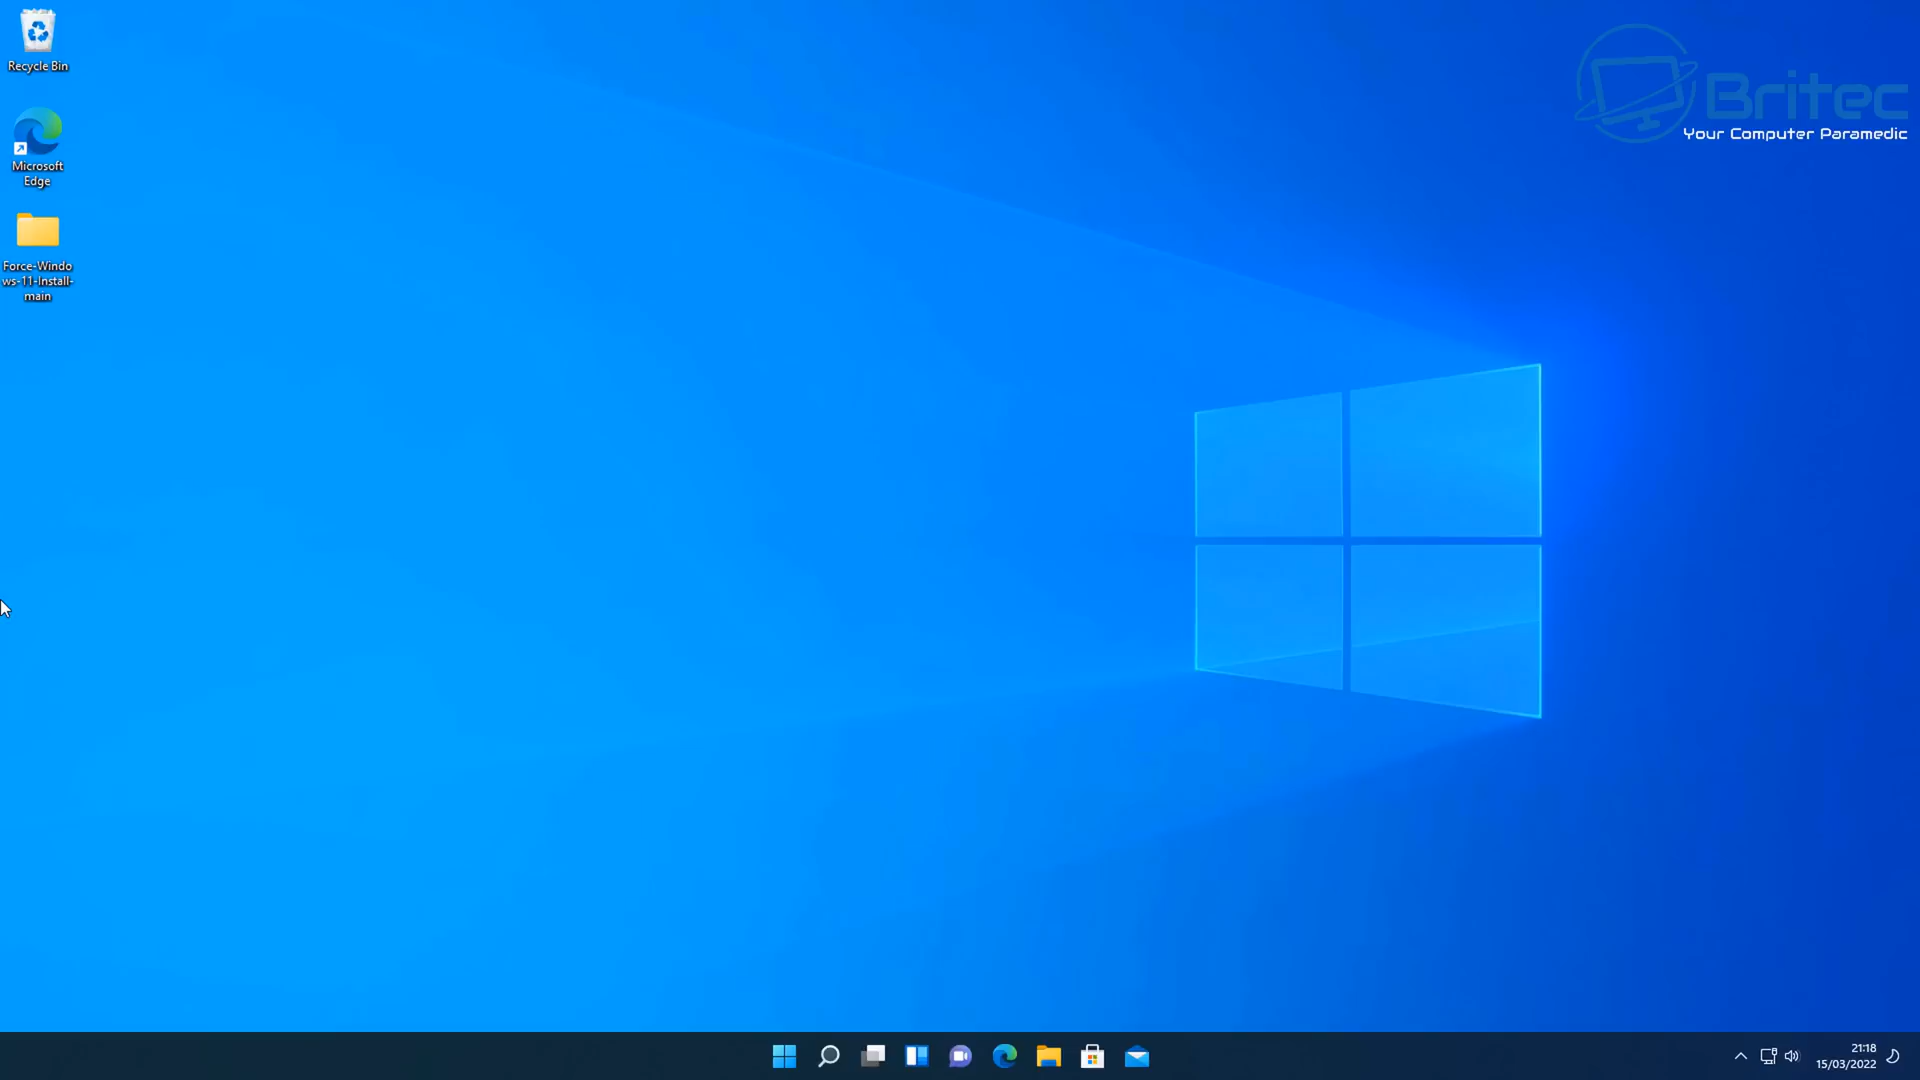 Recycle Bin
Microsoft
Edge
Force-Windo
ws-11-Install-
main
Britec
Your Computer Paramedic
21:18
15/03/2022